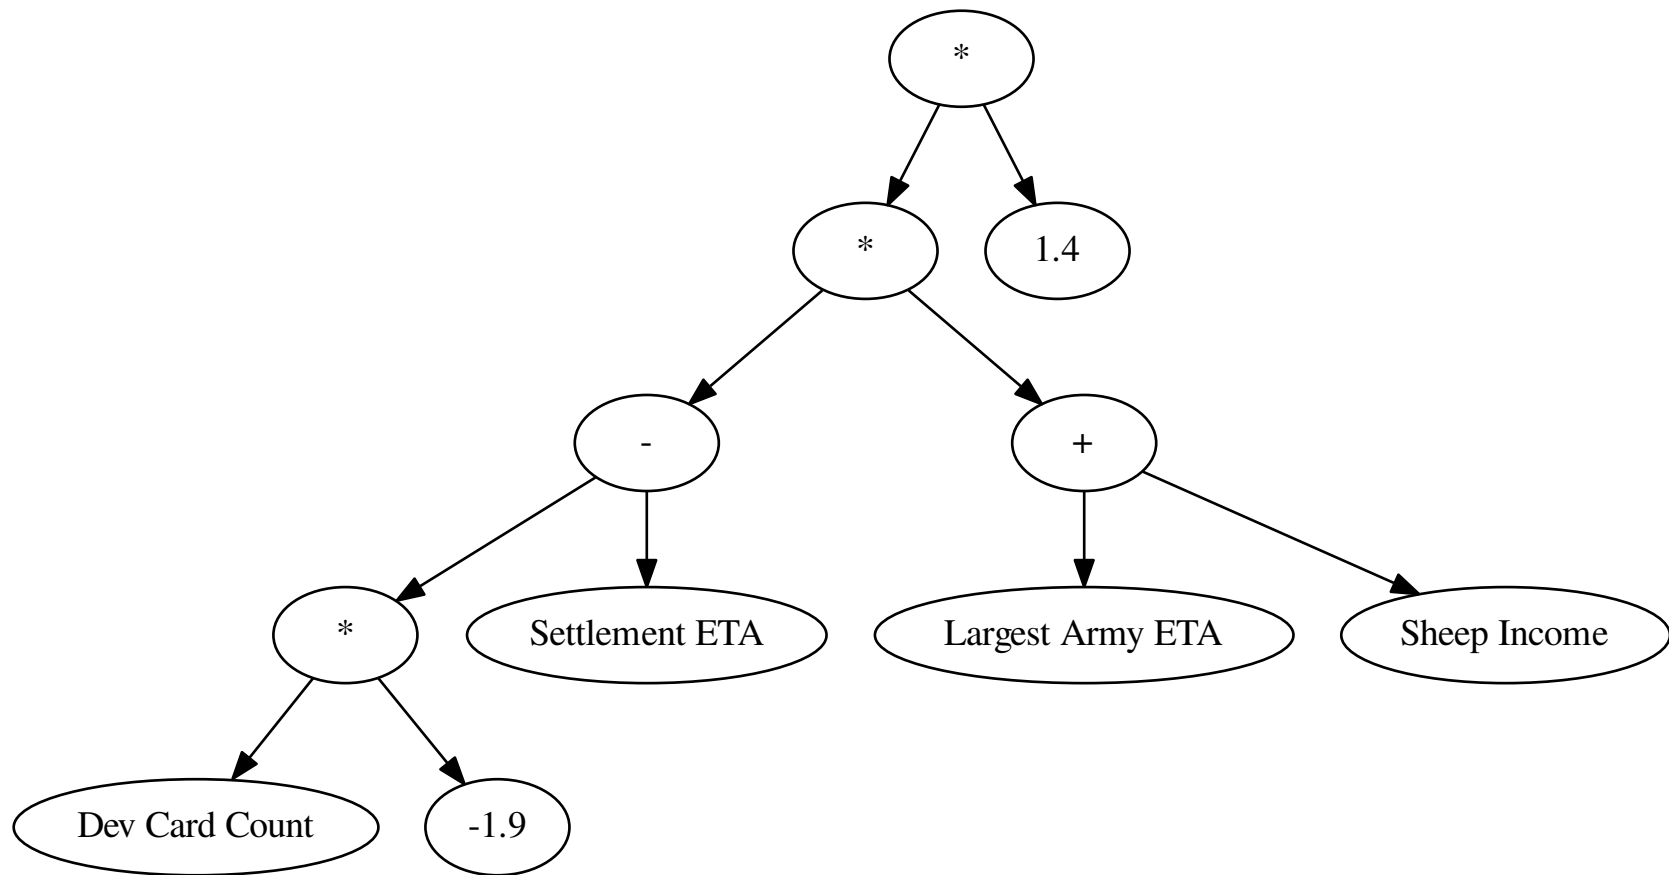 *
*
1.4
-
+
*
Settlement ETA
Largest Army ETA
Sheep Income
Dev Card Count
-1.9